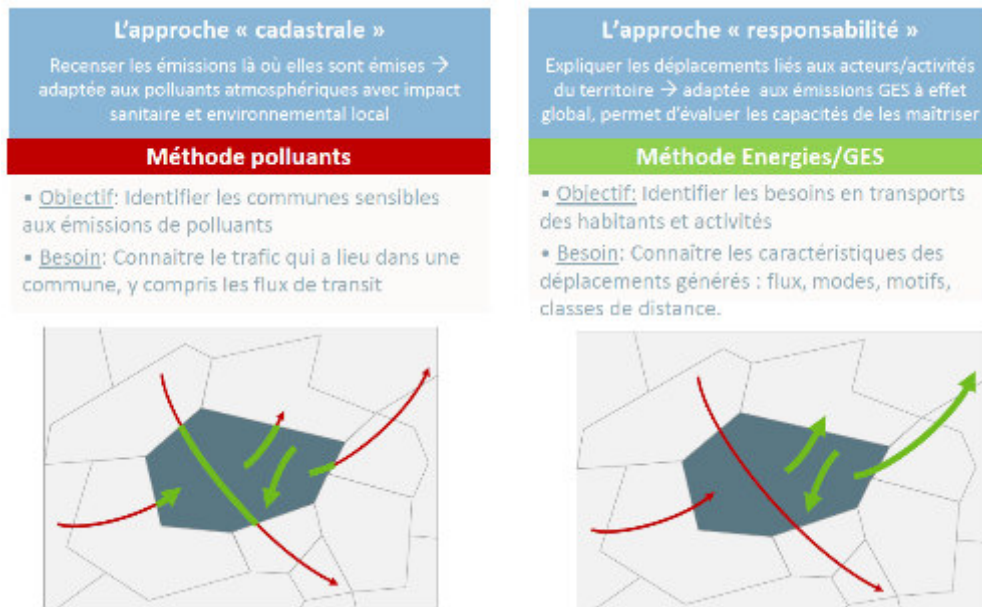 L'approche « cadastrale »
Recenser les émissions là où elles sont émises →
adaptée aux polluants atmosphériques avec impact
sanitaire et environnemental local
Méthode polluants
▪ Objectif: Identifier les communes sensibles
aux émissions de polluants
▪ Besoin: Connaitre le trafic qui a lieu dans une
commune, y compris les flux de transit
L'approche « responsabilité »
Expliquer les déplacements liés aux acteurs/activités
du territoire → adaptée aux émissions GES à effet
global, permet d'évaluer les capacités de les maîtriser
Méthode Energies/GES
▪ Objectif: Identifier les besoins en transports
des habitants et activités
▪ Besoin: Connaître les caractéristiques des
déplacements générés : flux, modes, motifs,
classes de distance.